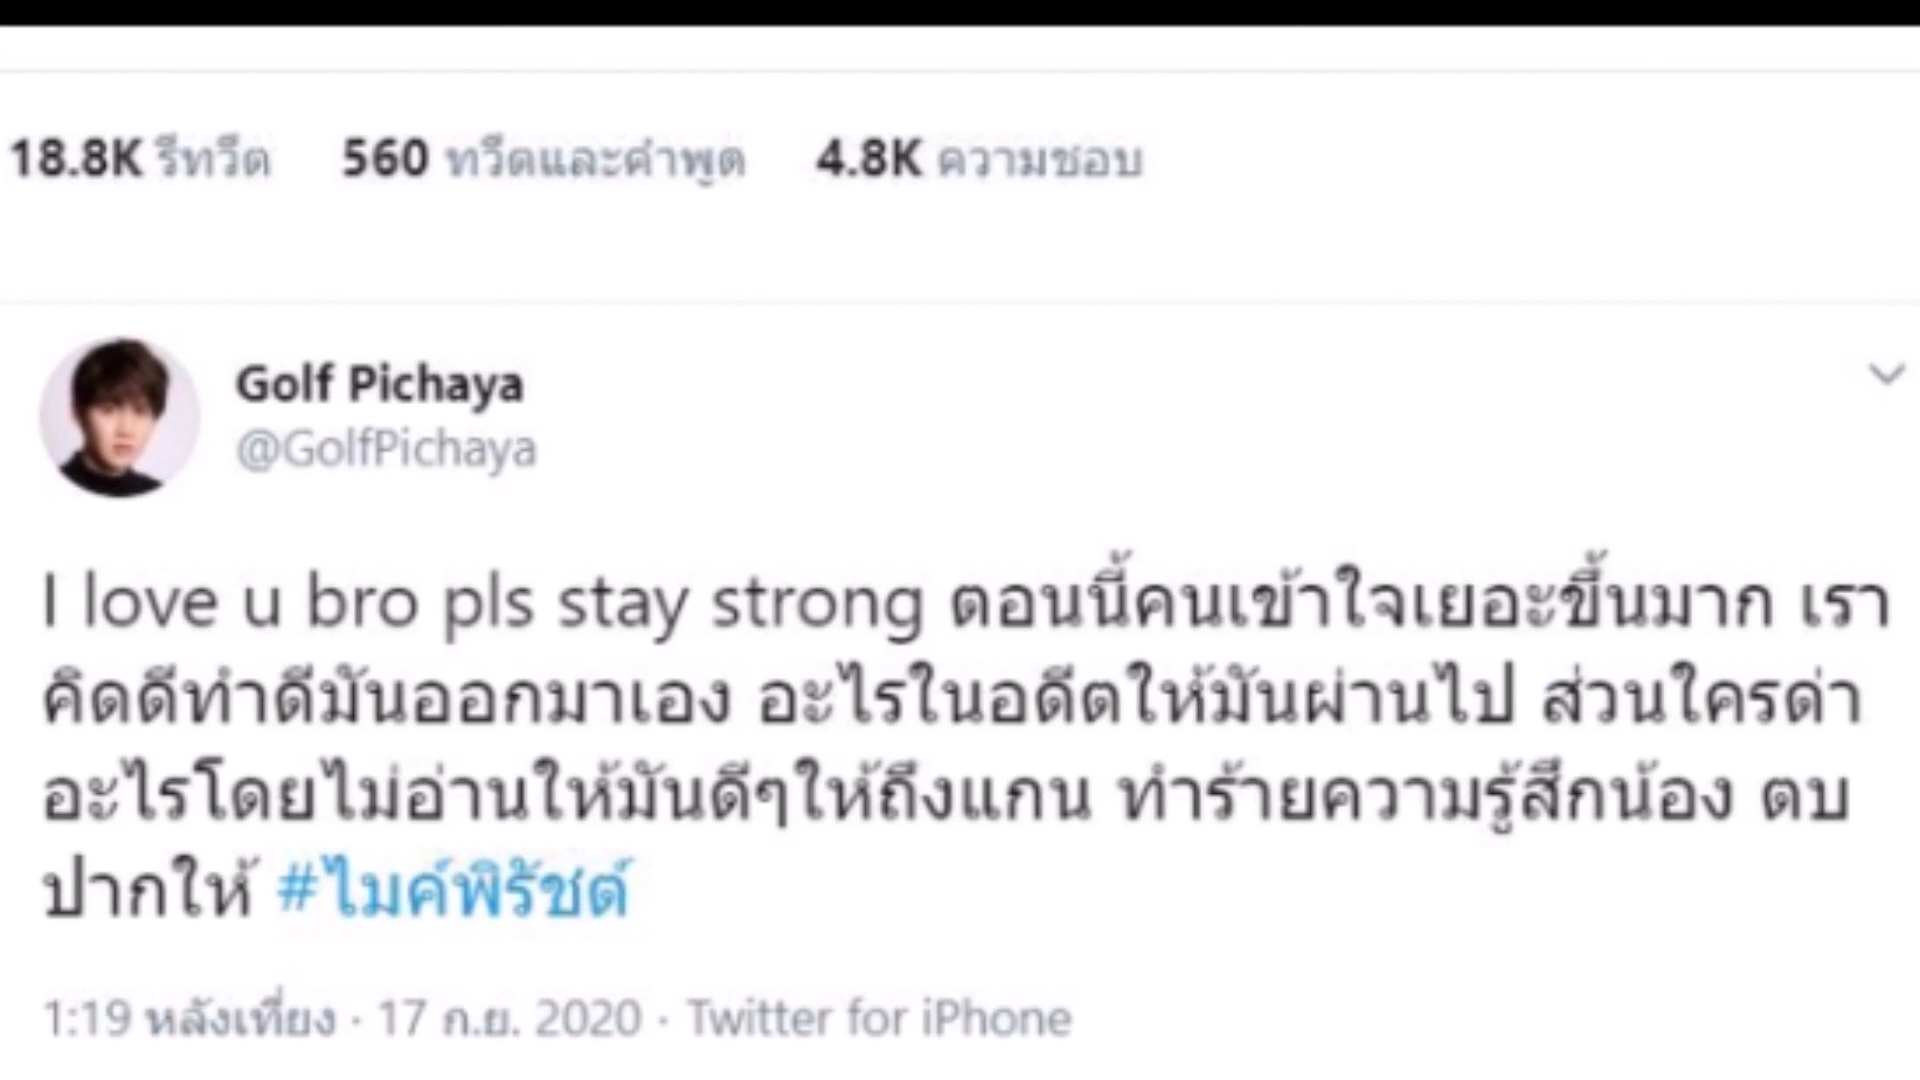 18.8K รีทวีต 560 ทวีตและคำพูด 4.8K ความชอบ
Golf Pichaya
@GolfPichaya
I love u bro pls stay strong ตอนนี้คนเข้าใจเยอะขึ้นมาก เรา
คิดดีทำดีมันออกมาเอง อะไรในอดีตให้มันผ่านไป ส่วนใครด่า
อะไรโดยไม่อ่านให้มันดีๆให้ถึงแกน ทำร้ายความรู้สึกน้อง ตบ
ปากให้ #ไมค์พิรัชต์
1:19 หลังเที่ยง · 17 ก.ย. 2020 · Twitter for iPhone